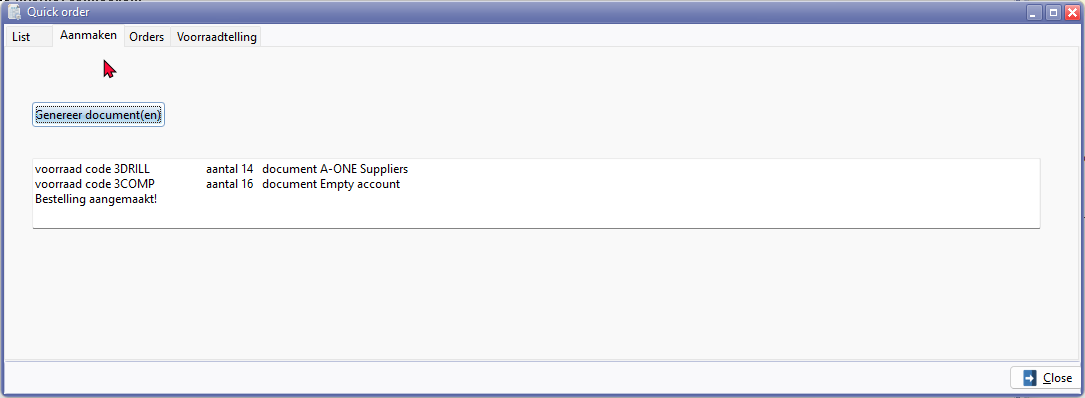 Quick order
List Aanmaken Orders Voorraadtelling
Genereer document(en)
voorraad code 3DRILL aantal 14 document A-ONE Suppliers
voorraad code 3COMP aantal 16 document Empty account
Bestelling aangemaakt!
Close